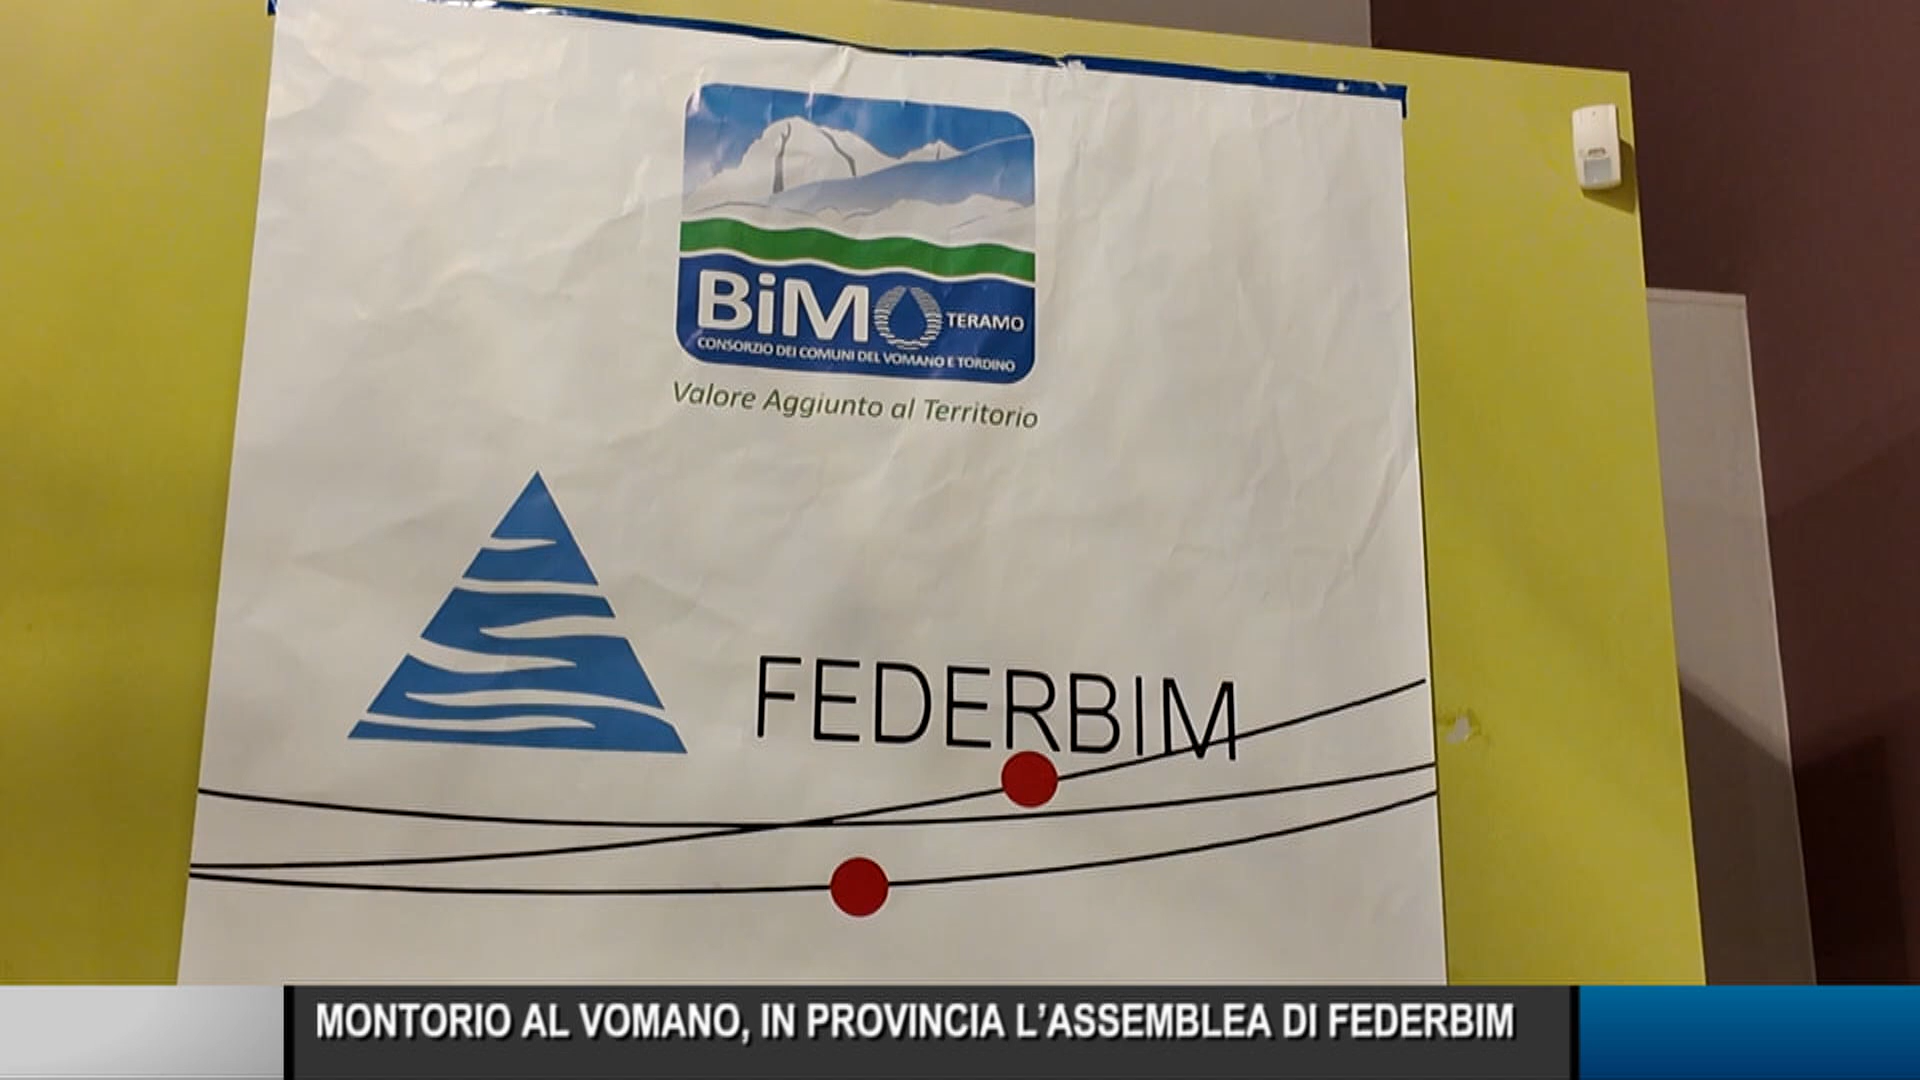 BiM TERAMO
CONSORZIO DEI COMUNI DEL VOMANO E TORDINO
Valore Aggiunto al Territorio
FEDERBIM
MONTORIO AL VOMANO, IN PROVINCIA L'ASSEMBLEA DI FEDERBIM